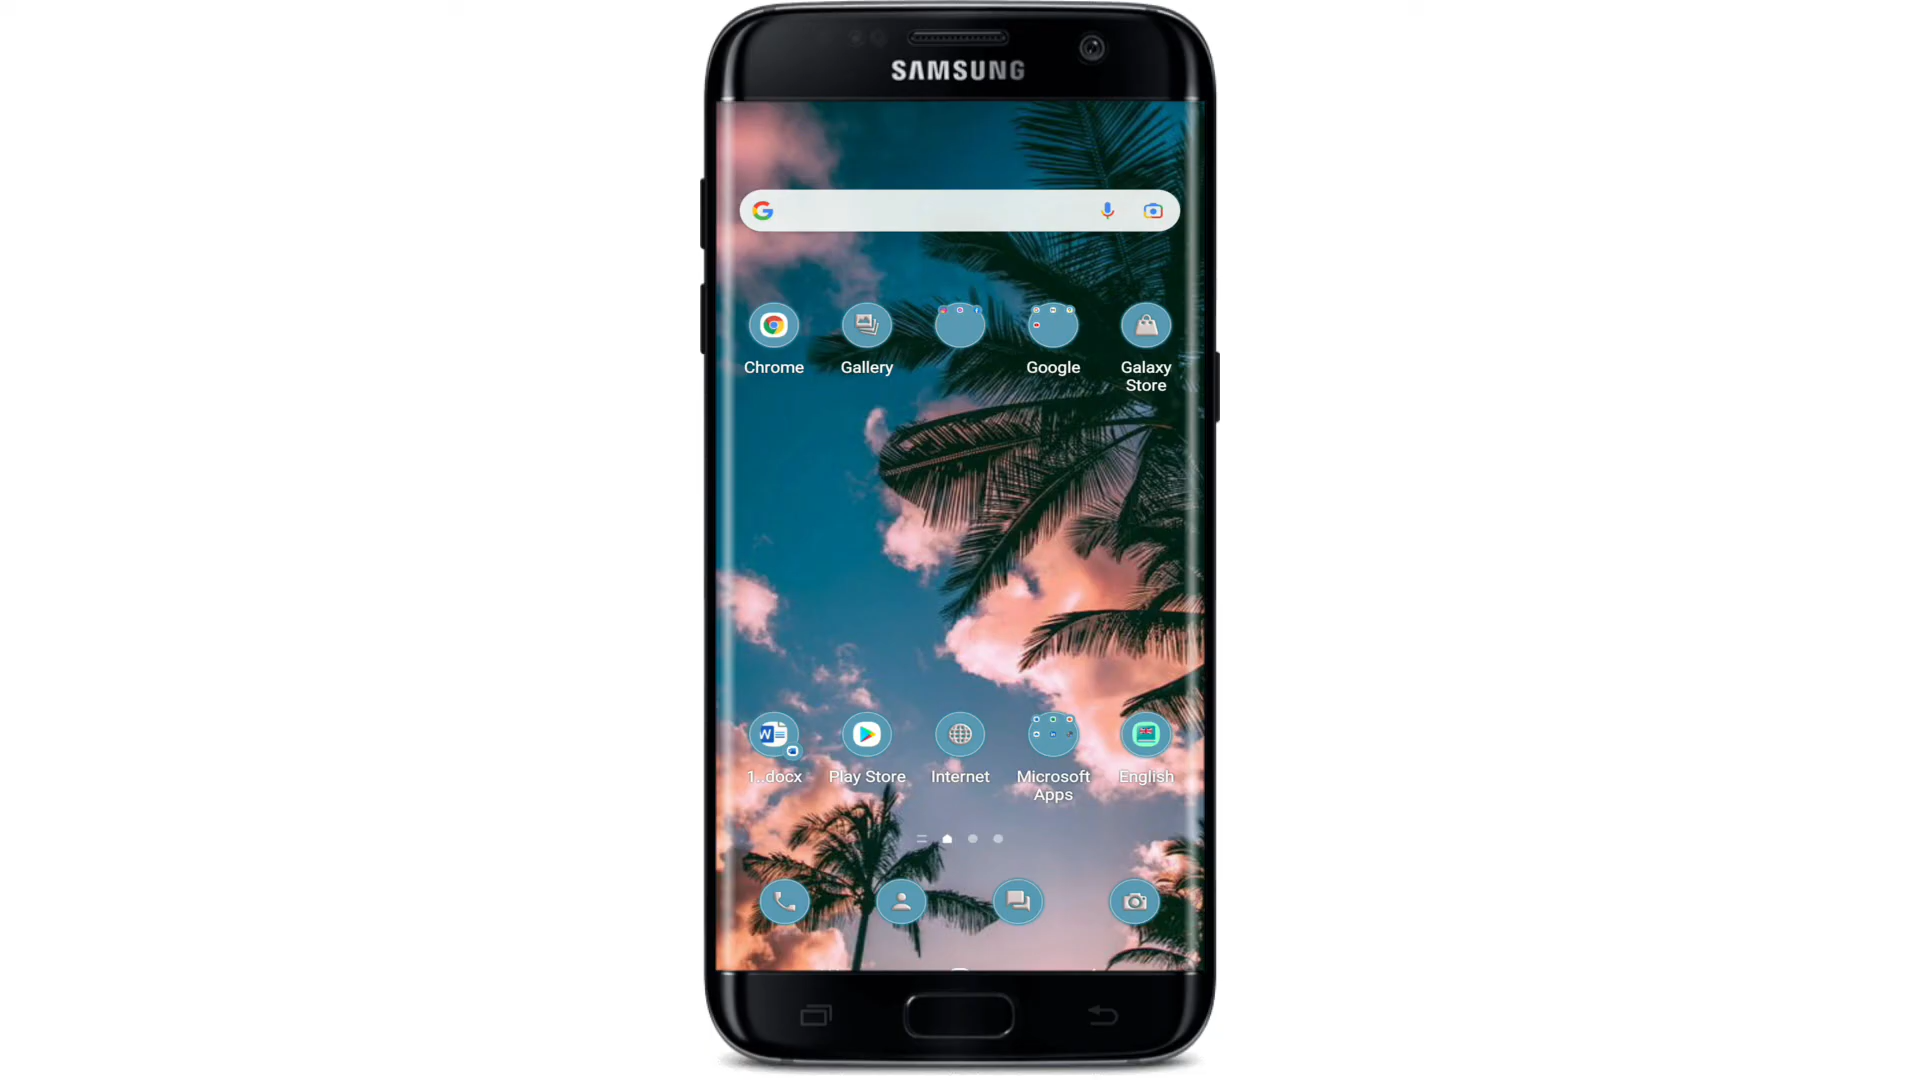 SAMSUNG
Chrome
Gallery
Google
Galaxy
Store
1..docx
Play Store
Internet
Microsoft
Apps
English